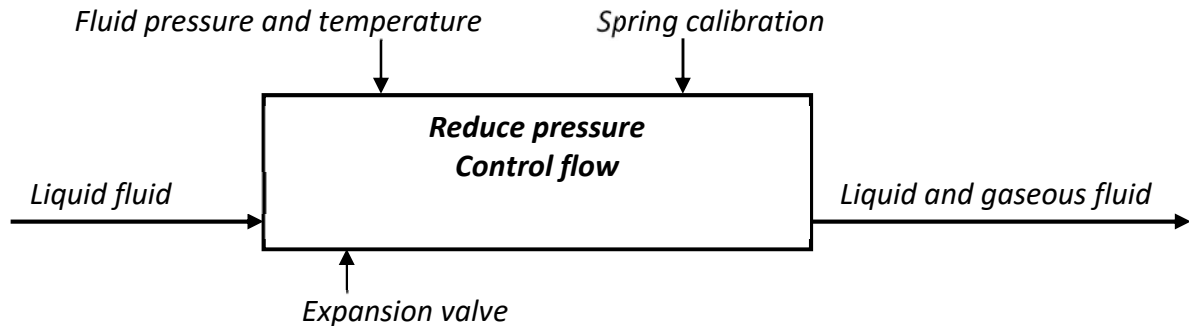 Fluid pressure and temperature
Spring calibration
Reduce pressure
Control flow
Liquid fluid
Liquid and gaseous fluid
Expansion valve